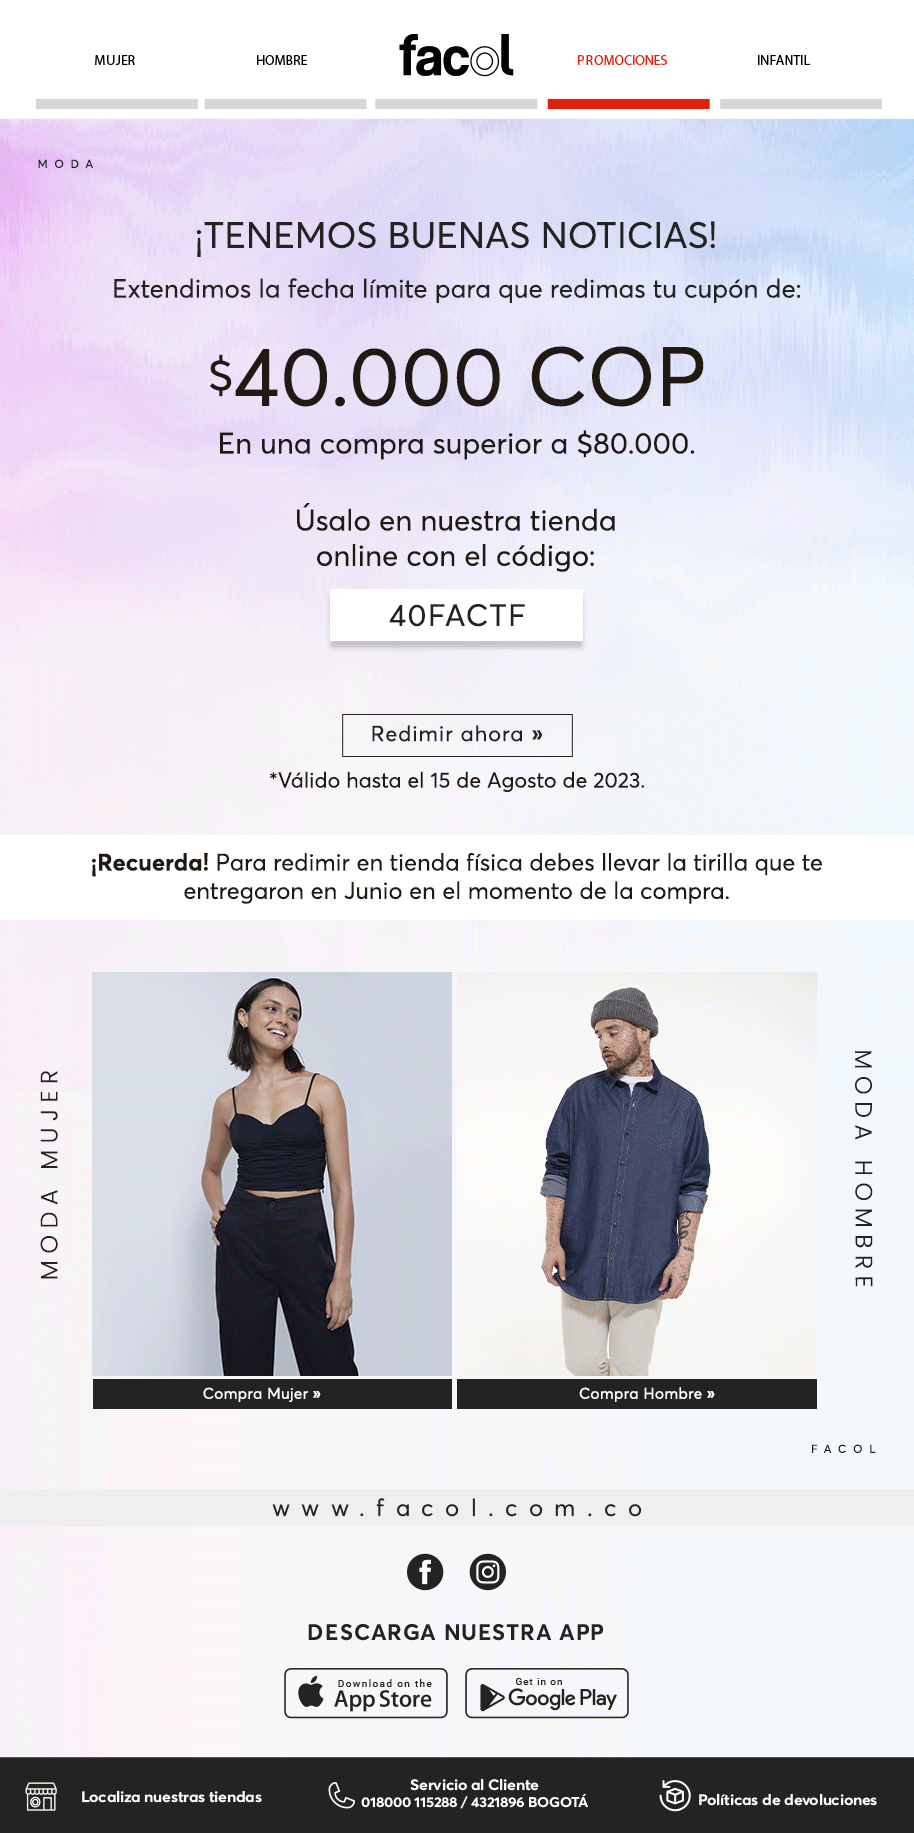 MUJER
HOMBRE
facol
PROMOCIONES
INFANTIL
MODA
¡TENEMOS BUENAS NOTICIAS!
Extendimos la fecha límite para que redimas tu cupón de:
$40.000 COP
En una compra superior a $80.000.
Úsalo en nuestra tienda
online con el código:
40FACTF
Redimir ahora »
*Válido hasta el 15 de Agosto de 2023.
¡Recuerda! Para redimir en tienda física debes llevar la tirilla que te
entregaron en Junio en el momento de la compra.
MODA MUJER
MODA HOMBRE
Compra Mujer »
Compra Hombre »
FACOL
www.facol.com.co
DESCARGA NUESTRA APP
Download on the
App Store
Get in on
Google Play
Localiza nuestras tiendas
Servicio al Cliente
018000 115288 / 4321896 BOGOTÁ
Políticas de devoluciones